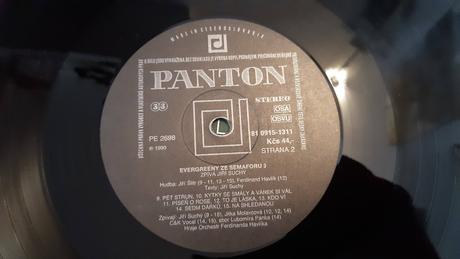 MADE IN CZECHOSLOVAKIA
PANTON
33
STEREO
OSA
OSVU
PE 2698
℗ 1990
81 0915-1311
Kčs 44,-
STRANA 2
EVERGREENY ZE SEMAFORU 3
ZPÍVÁ JIŘÍ SUCHÝ
Hudba: Jiří Šlitr (9 - 11, 13 - 15), Ferdinand Havlík (12)
Texty: Jiří Suchý
9. PĚT STRUN, 10. KYTKY SE SMÁLY A VÁREK SI VÁL
11. PÍSEŇ O ROSE, 12. TO JE LÁSKA, 13. KDO VÍ
14. SEDM DÁRKŮ, 15. NA SHLEDANOU
Zpívají: Jiří Suchý (9 - 15), Jitka Molavcová (10, 12, 14)
C&K Vocal (14, 15), sbor Lubomíra Pánka (14)
Hraje Orchestr Ferdinanda Havlíka